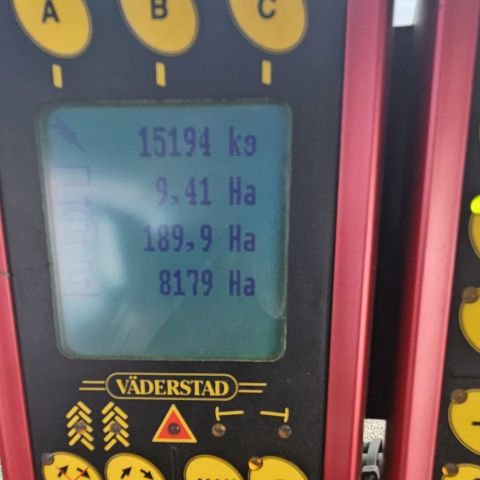 A B C
15194 kg
9,41 Ha
189,9 Ha
8179 Ha
VÄDERSTAD